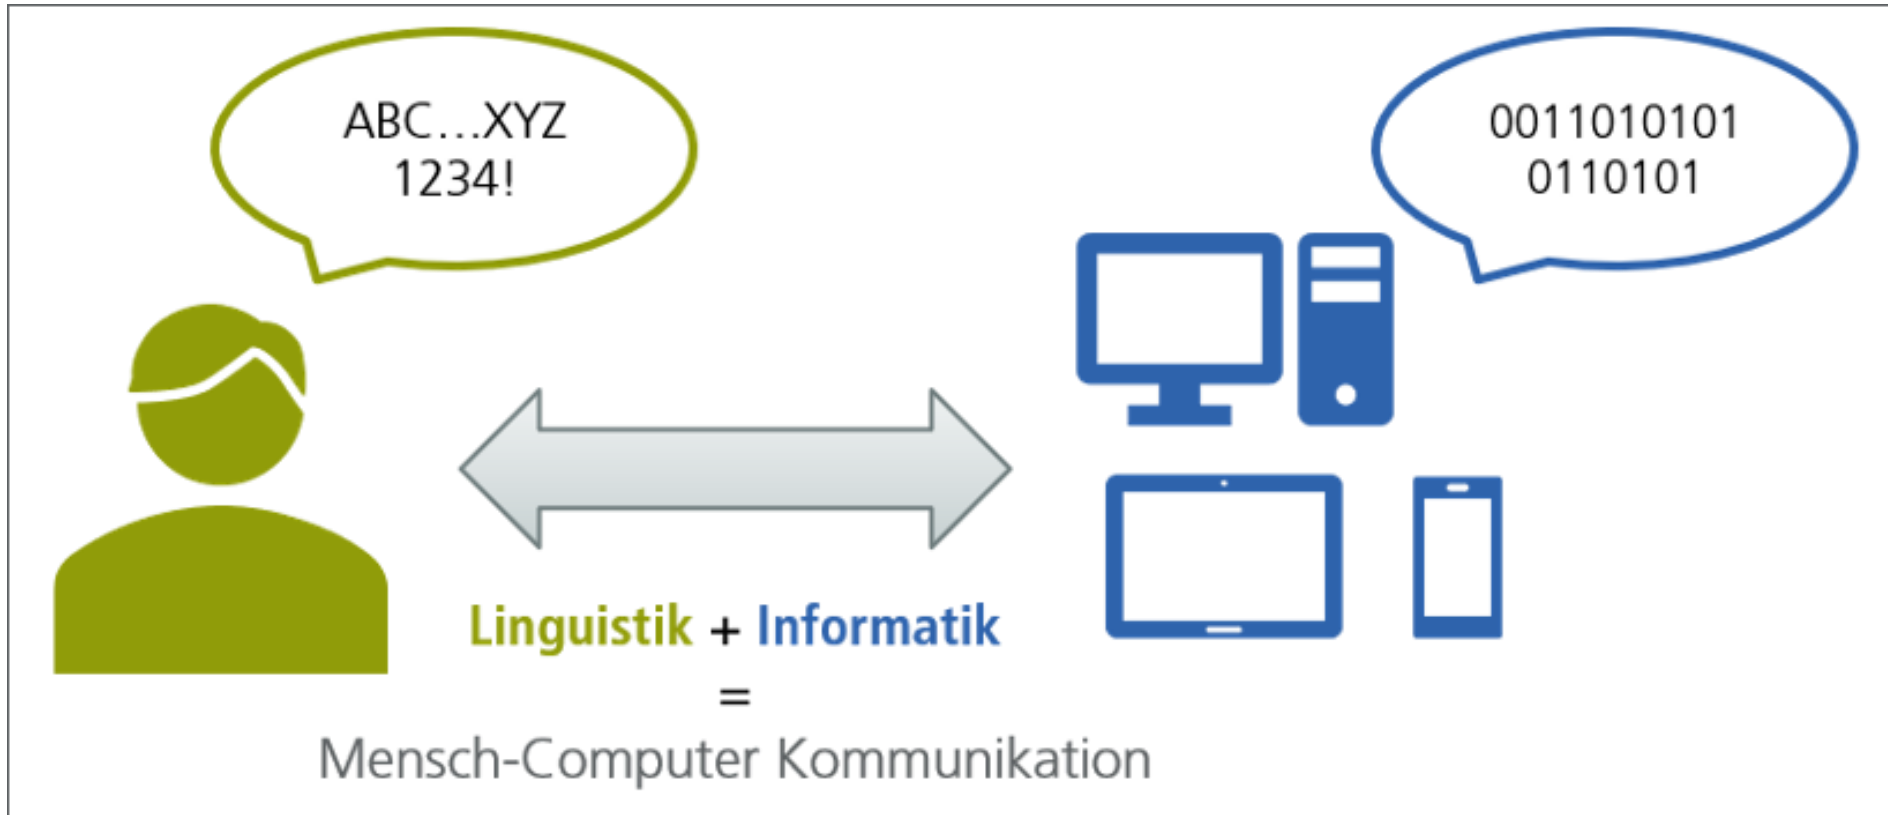 ABC...XYZ
1234!
0011010101
0110101
Linguistik + Informatik
=
Mensch-Computer Kommunikation